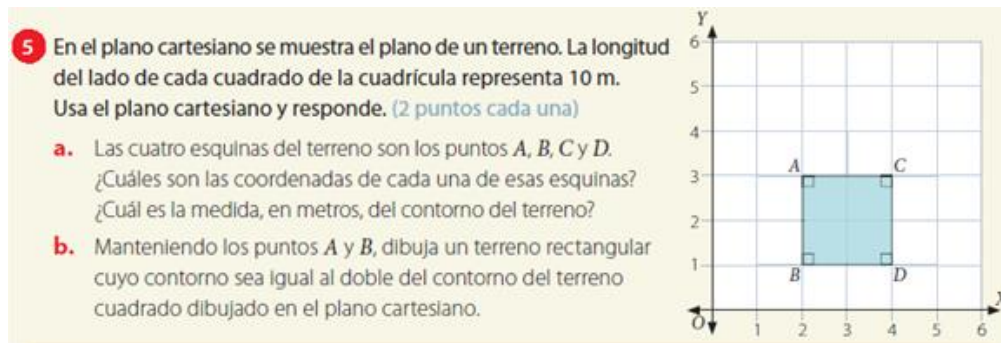 5 En el plano cartesiano se muestra el plano de un terreno. La longitud
del lado de cada cuadrado de la cuadrícula representa 10 m.
Usa el plano cartesiano y responde. (2 puntos cada una)
a. Las cuatro esquinas del terreno son los puntos A, B, C y D.
¿Cuáles son las coordenadas de cada una de esas esquinas?
¿Cuál es la medida, en metros, del contorno del terreno?
b. Manteniendo los puntos A y B, dibuja un terreno rectangular
cuyo contorno sea igual al doble del contorno del terreno
cuadrado dibujado en el plano cartesiano.
Y
6
5
4
A C
3
2
1
B D
O X
1 2 3 4 5 6